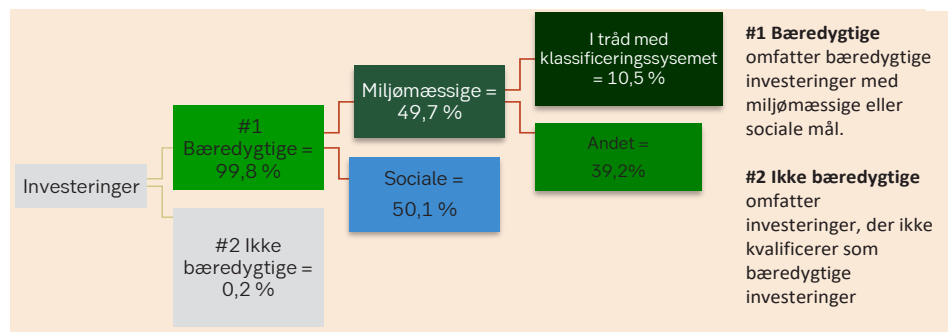 Investeringer
#1
Bæredygtige =
99,8 %
#2 Ikke
bæredygtige =
0,2 %
Miljømæssige =
49,7 %
Sociale =
50,1 %
I tråd med
klassificeringssysemet
= 10,5 %
Andet =
39,2%
#1 Bæredygtige
omfatter bæredygtige
investeringer med
miljømæssige eller
sociale mål.
#2 Ikke bæredygtige
omfatter
investeringer, der ikke
kvalificerer som
bæredygtige
investeringer